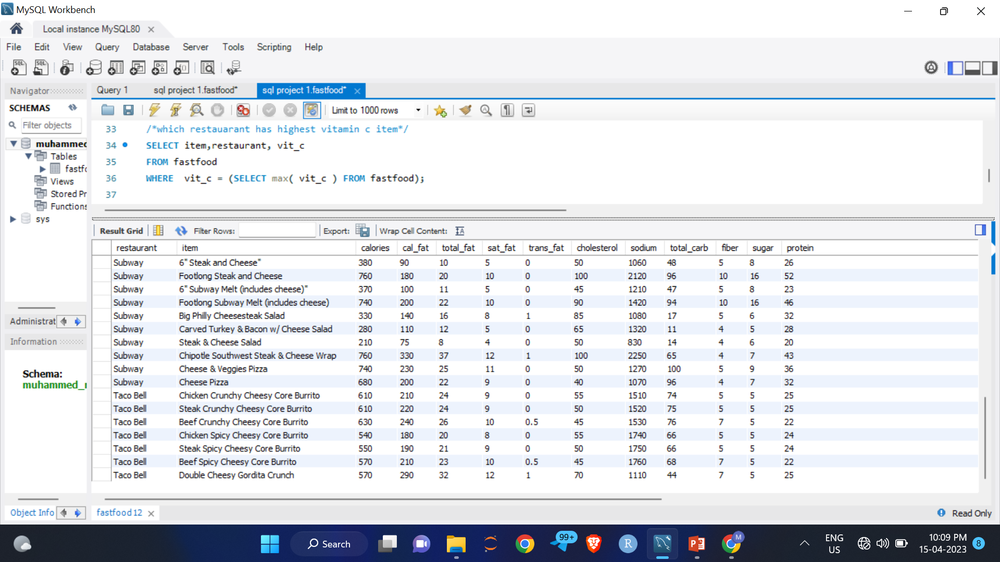 MySQL Workbench
Local instance MySQL80
File Edit View Query Database Server Tools Scripting Help
Navigator
SCHEMAS
Filter objects
muhammed
Tables
fastfo
Views
Stored Pr
Functions
sys
Administrat
Information
Schema:
muhammed_
Object Info
Query 1 sql project 1.fastfood* sql project 1.fastfood*
Limit to 1000 rows
33 /*which restauarant has highest vitamin c item*/
34 SELECT item,restaurant, vit_c
35 FROM fastfood
36 WHERE vit_c = (SELECT max( vit_c ) FROM fastfood);
37
Result Grid Filter Rows: Export: Wrap Cell Content:
restaurant item calories cal_fat total_fat sat_fat trans_fat cholesterol sodium total_carb fiber sugar protein
Subway 6" Steak and Cheese" 380 90 10 5 0 50 1060 48 5 8 26
Subway Footlong Steak and Cheese 760 180 20 10 0 100 2120 96 10 16 52
Subway 6" Subway Melt (includes cheese)" 370 100 11 5 0 45 1210 47 5 8 23
Subway Footlong Subway Melt (includes cheese) 740 200 22 10 0 90 1420 94 10 16 46
Subway Big Philly Cheesesteak Salad 330 140 16 8 1 85 1080 17 5 6 32
Subway Carved Turkey & Bacon w/ Cheese Salad 280 110 12 5 0 65 1320 11 4 5 28
Subway Steak & Cheese Salad 210 75 8 4 0 50 830 14 4 6 20
Subway Chipotle Southwest Steak & Cheese Wrap 760 330 37 12 1 100 2250 65 4 7 43
Subway Cheese & Veggies Pizza 740 230 25 11 0 50 1270 100 5 9 36
Subway Cheese Pizza 680 200 22 9 0 40 1070 96 4 7 32
Taco Bell Chicken Crunchy Cheesy Core Burrito 610 210 24 9 0 55 1510 74 5 5 25
Taco Bell Steak Crunchy Cheesy Core Burrito 610 220 24 9 0 50 1520 75 5 5 25
Taco Bell Beef Crunchy Cheesy Core Burrito 630 240 26 10 0.5 45 1530 76 7 5 22
Taco Bell Chicken Spicy Cheesy Core Burrito 540 180 20 8 0 55 1740 66 5 5 24
Taco Bell Steak Spicy Cheesy Core Burrito 550 190 21 9 0 50 1750 66 5 5 24
Taco Bell Beef Spicy Cheesy Core Burrito 570 210 23 10 0.5 45 1760 68 7 5 22
Taco Bell Double Cheesy Gordita Crunch 570 290 32 12 1 70 1110 44 7 5 25
fastfood 12
Read Only
Search
99+
R
M
ENG
US
10:09 PM
15-04-2023
8